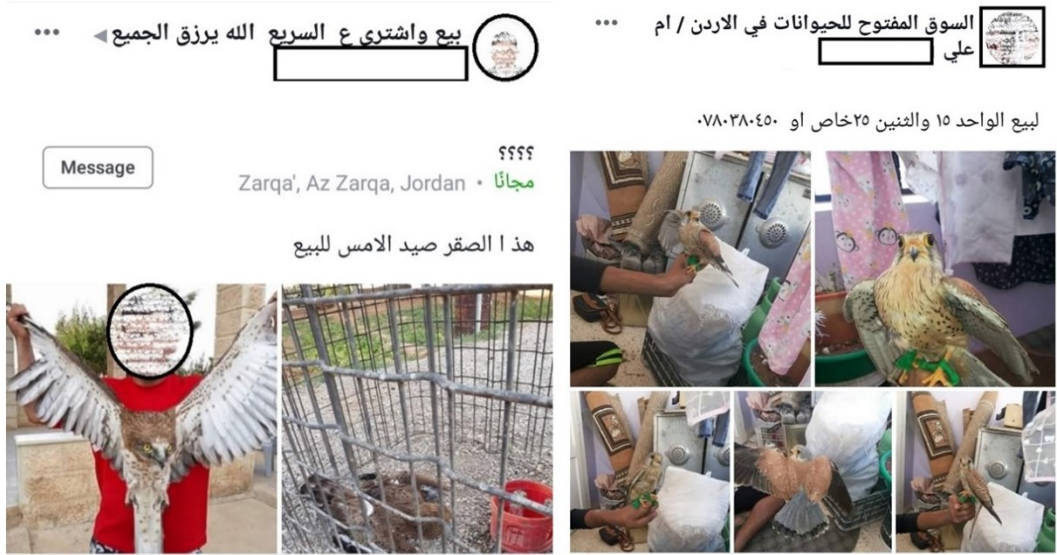 بيع واشتري ع السريع الله يرزق الجميع
Message
؟؟؟؟
مجانًا · Zarqa', Az Zarqa, Jordan
هذ ا الصقر صيد الامس للبيع
السوق المفتوح للحيوانات في الاردن / ام
علي
لبيع الواحد ١٥ والثنين ٢٥خاص او ٠٧٨٠٣٨٠٤٥٠